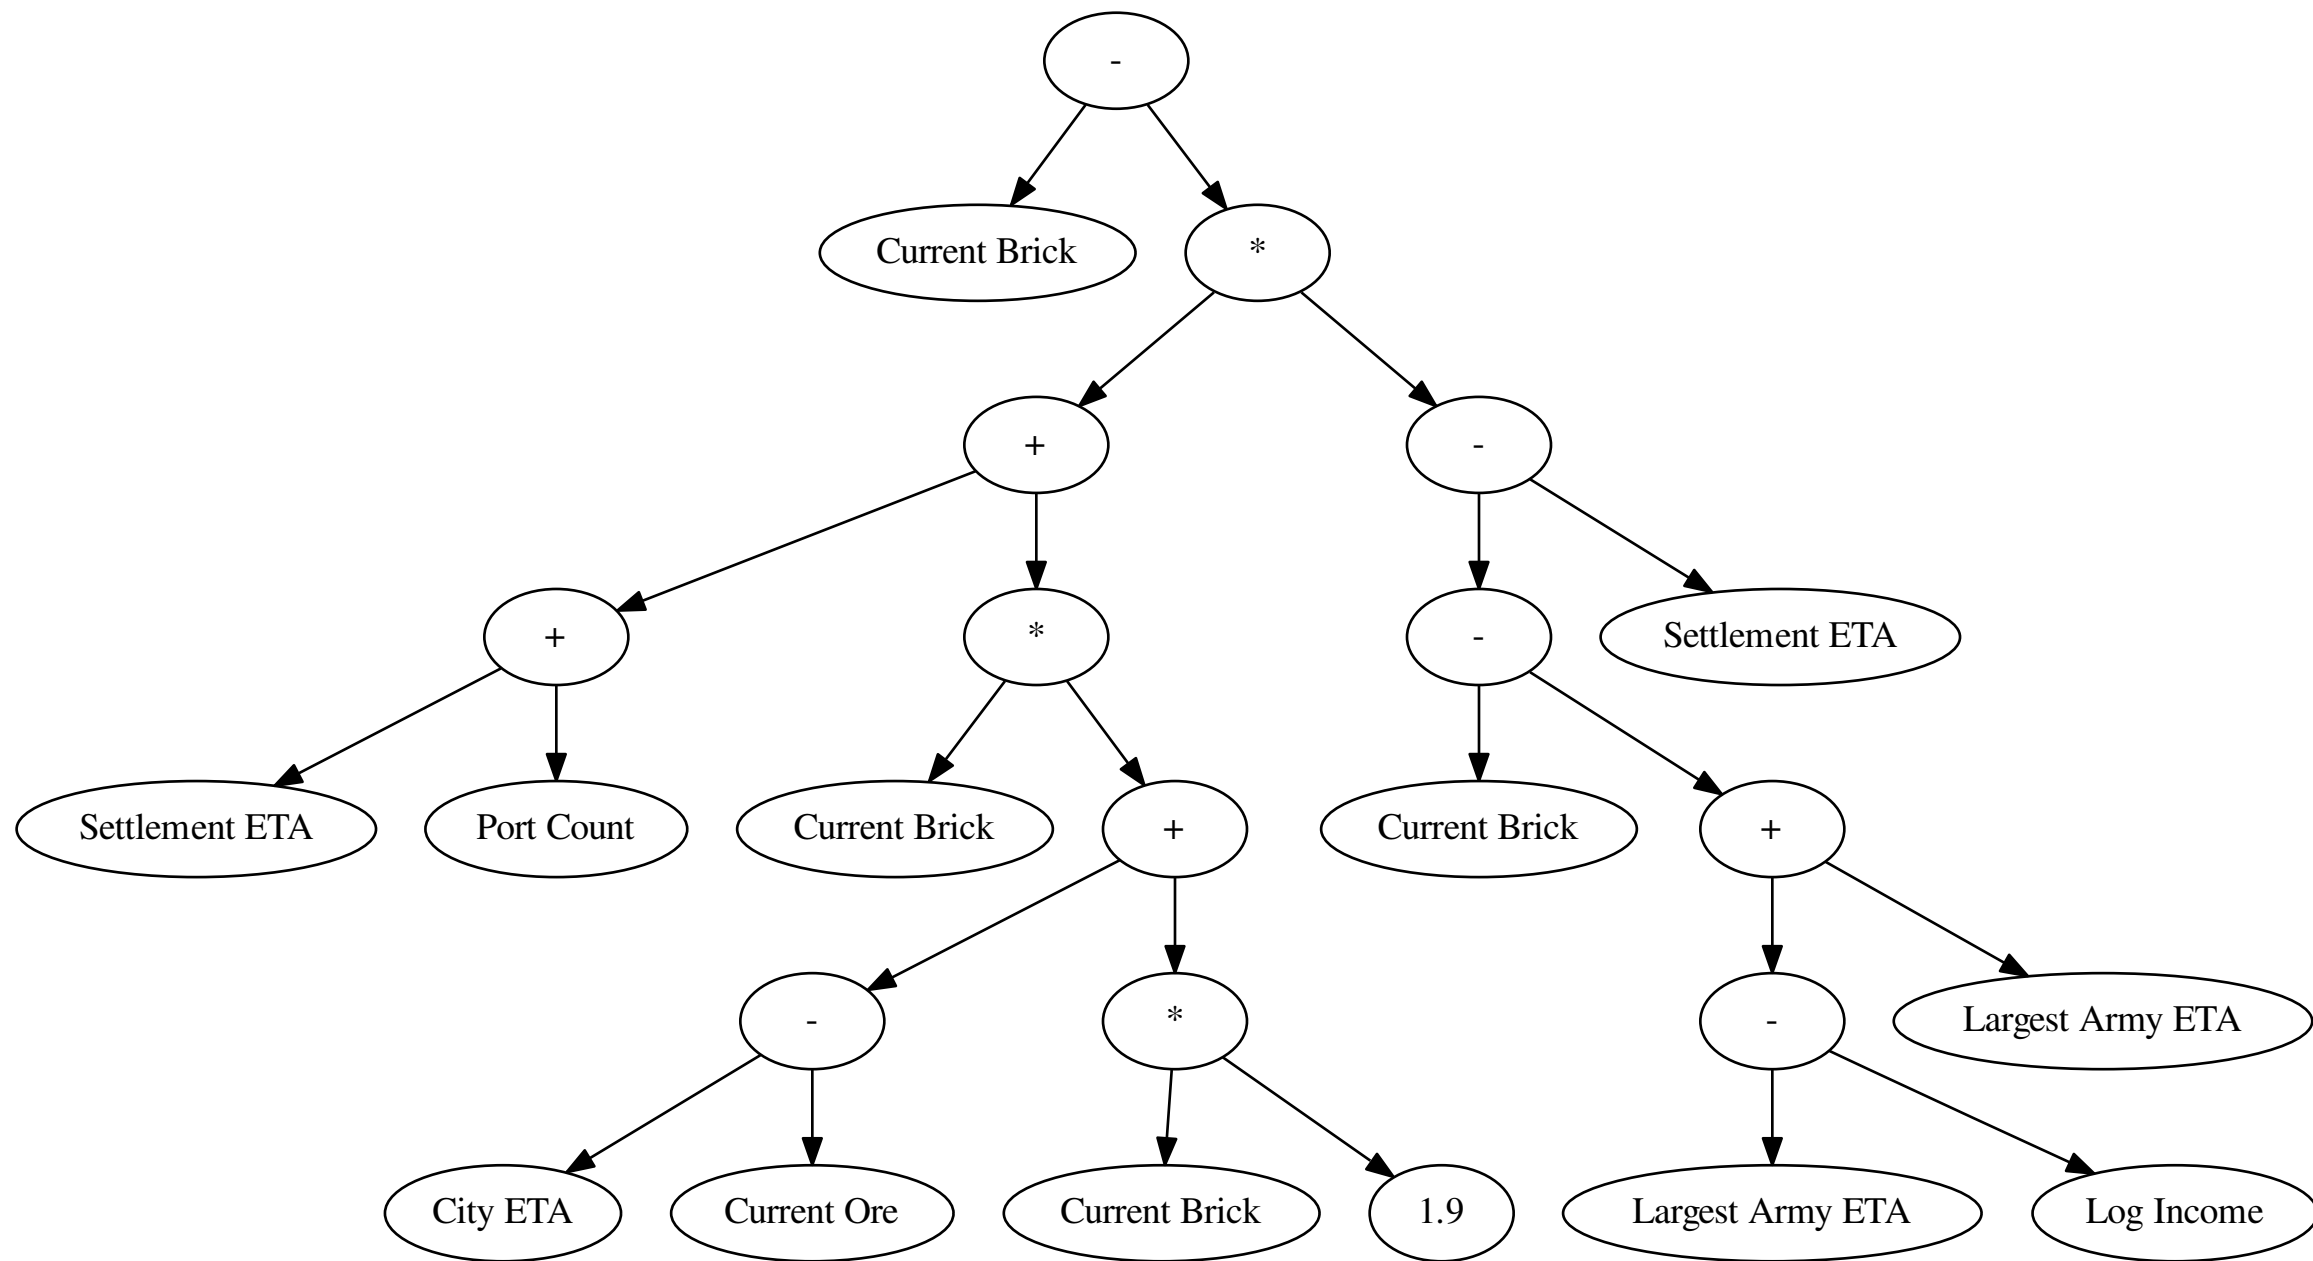 -
Current Brick
*
+
-
+
*
-
Settlement ETA
Settlement ETA
Port Count
Current Brick
+
Current Brick
+
-
*
-
Largest Army ETA
City ETA
Current Ore
Current Brick
1.9
Largest Army ETA
Log Income